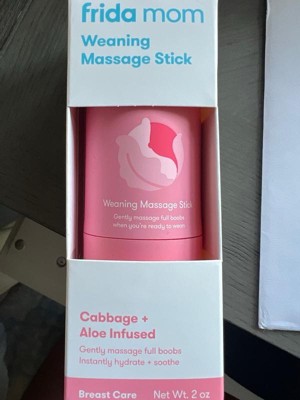 frida mom
Weaning
Massage Stick
Weaning Massage Stick
Gently massage full boobs
when you're ready to wean
Cabbage +
Aloe Infused
Gently massage full boobs
Instantly hydrate + soothe
Breast Care Net Wt. 2 oz